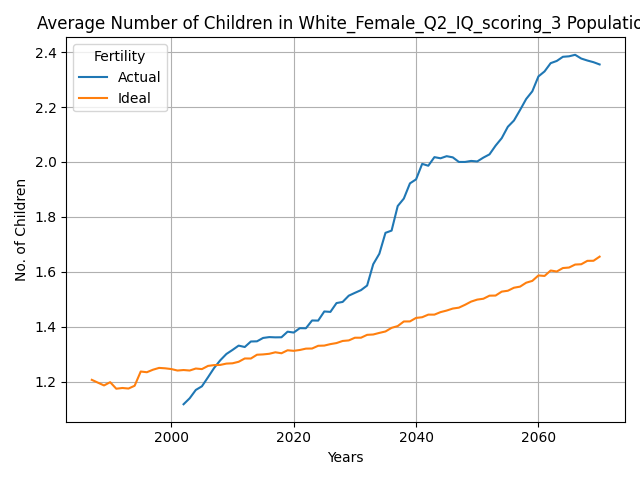 Average Number of Children in White_Female_Q2_IQ_scoring_3 Populatio
Fertility
Actual
Ideal
2.4
2.2
2.0
1.8
1.6
1.4
1.2
No. of Children
2000
2020
2040
2060
Years